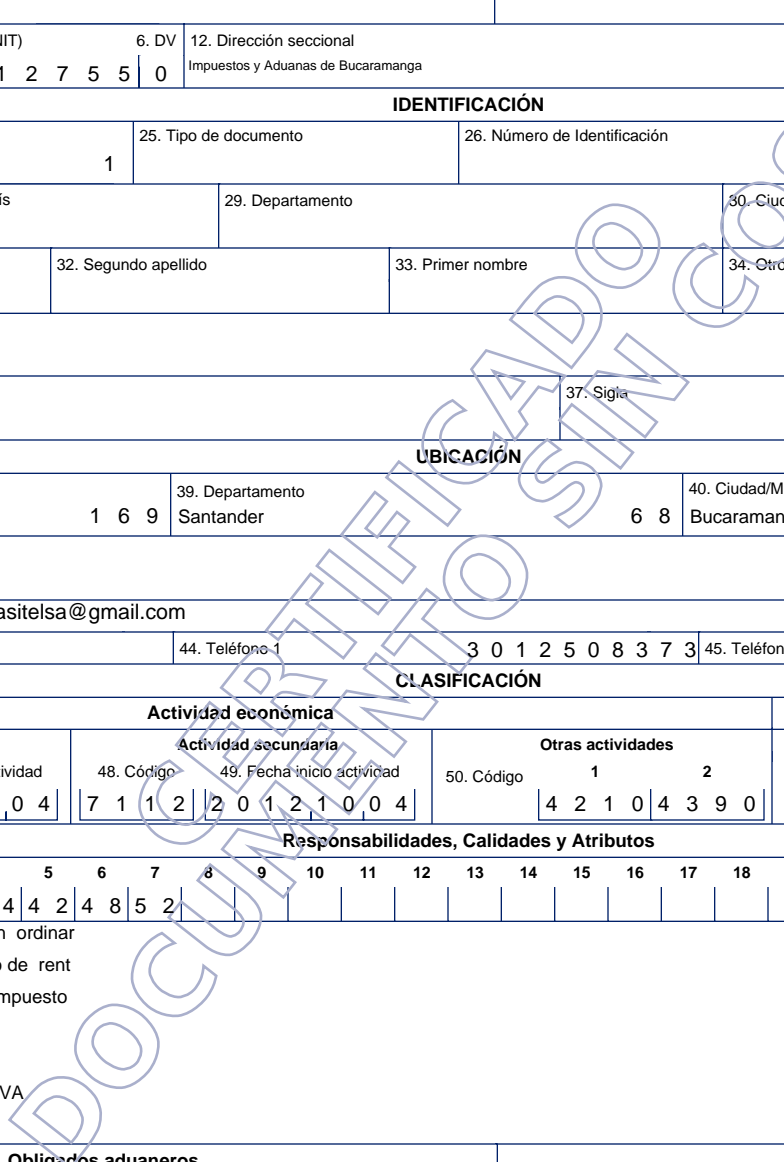 NIT) 6. DV 12. Dirección seccional
1 2 7 5 5 0 Impuestos y Aduanas de Bucaramanga
IDENTIFICACIÓN
25. Tipo de documento 26. Número de Identificación
1
ís 29. Departamento 30. Ciud
32. Segundo apellido 33. Primer nombre 34. Otro
37. Sigla
UBICACIÓN
39. Departamento 40. Ciudad/M
1 6 9 Santander 6 8 Bucaraman
asitelsa@gmail.com
44. Teléfono 1 3 0 1 2 5 0 8 3 7 3 45. Teléfon
CLASIFICACIÓN
Actividad económica
Actividad secundaria Otras actividades
tividad 48. Código 49. Fecha inicio actividad 50. Código 1 2
0 4 7 1 1 2 2 0 1 2 1 0 0 4 4 2 1 0 4 3 9 0
Responsabilidades, Calidades y Atributos
5 6 7 8 9 10 11 12 13 14 15 16 17 18
4 4 2 4 8 5 2
n ordinar
o de rent
mpuesto
VA
Obligados aduaneros
CERTIFICADO
DOCUMENTO SIN COS